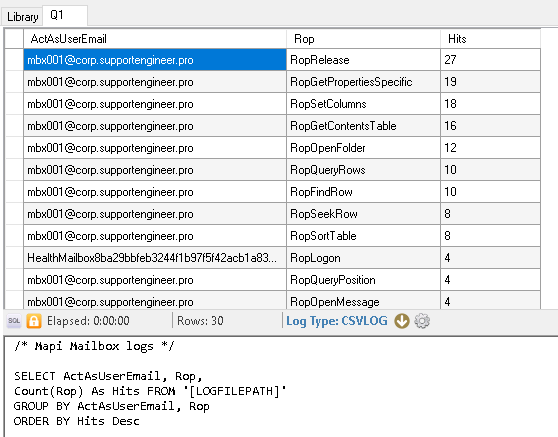 Library Q1
ActAsUserEmail Rop Hits
mbx001@corp.supportengineer.pro RopRelease 27
mbx001@corp.supportengineer.pro RopGetPropertiesSpecific 19
mbx001@corp.supportengineer.pro RopSetColumns 18
mbx001@corp.supportengineer.pro RopGetContentsTable 16
mbx001@corp.supportengineer.pro RopOpenFolder 12
mbx001@corp.supportengineer.pro RopQueryRows 10
mbx001@corp.supportengineer.pro RopFindRow 10
mbx001@corp.supportengineer.pro RopSeekRow 8
mbx001@corp.supportengineer.pro RopSortTable 8
HealthMailbox8ba29bbfeb3244f1b97f5f42acb1a83... RopLogon 4
mbx001@corp.supportengineer.pro RopQueryPosition 4
mbx001@corp.supportengineer.pro RopOpenMessage 4
SQL Elapsed: 0:00:00 Rows: 30 Log Type: CSVLOG
/* Mapi Mailbox logs */
SELECT ActAsUserEmail, Rop,
Count(Rop) As Hits FROM '[LOGFILEPATH]'
GROUP BY ActAsUserEmail, Rop
ORDER BY Hits Desc